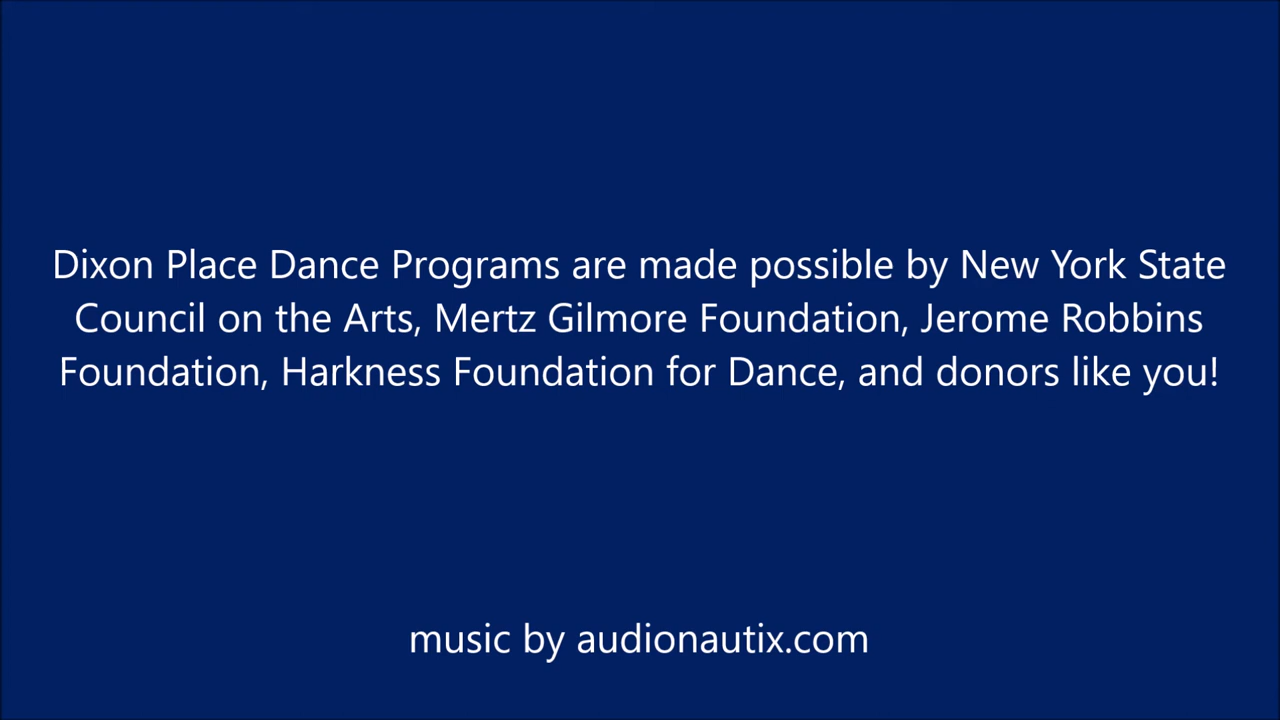 Dixon Place Dance Programs are made possible by New York State
Council on the Arts, Mertz Gilmore Foundation, Jerome Robbins
Foundation, Harkness Foundation for Dance, and donors like you!
music by audionautix.com